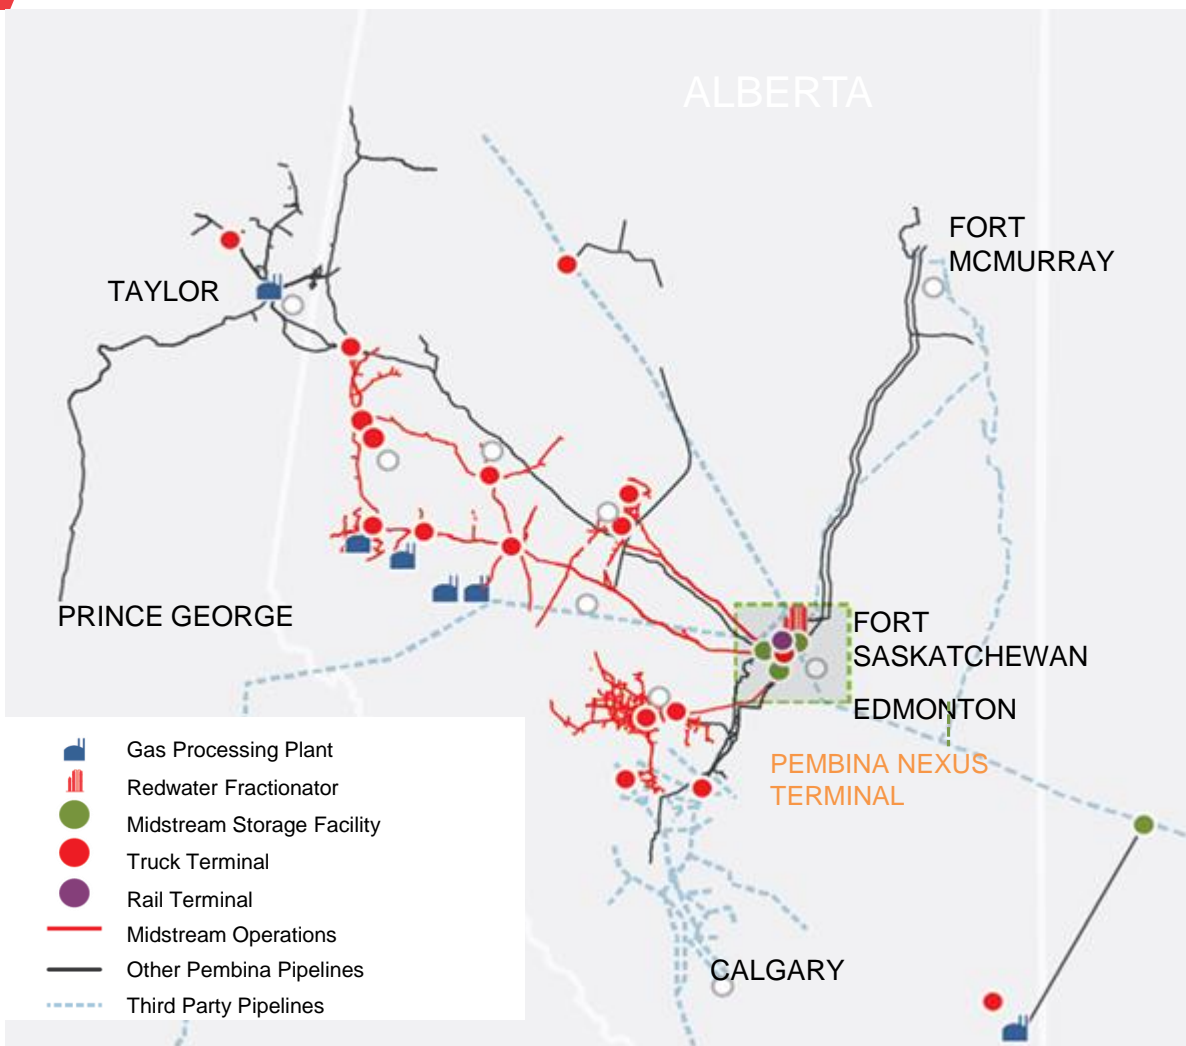 ALBERTA
FORT
MCMURRAY
TAYLOR
PRINCE GEORGE
FORT
SASKATCHEWAN
EDMONTON
PEMBINA NEXUS
TERMINAL
CALGARY
Gas Processing Plant
Redwater Fractionator
Midstream Storage Facility
Truck Terminal
Rail Terminal
Midstream Operations
Other Pembina Pipelines
Third Party Pipelines